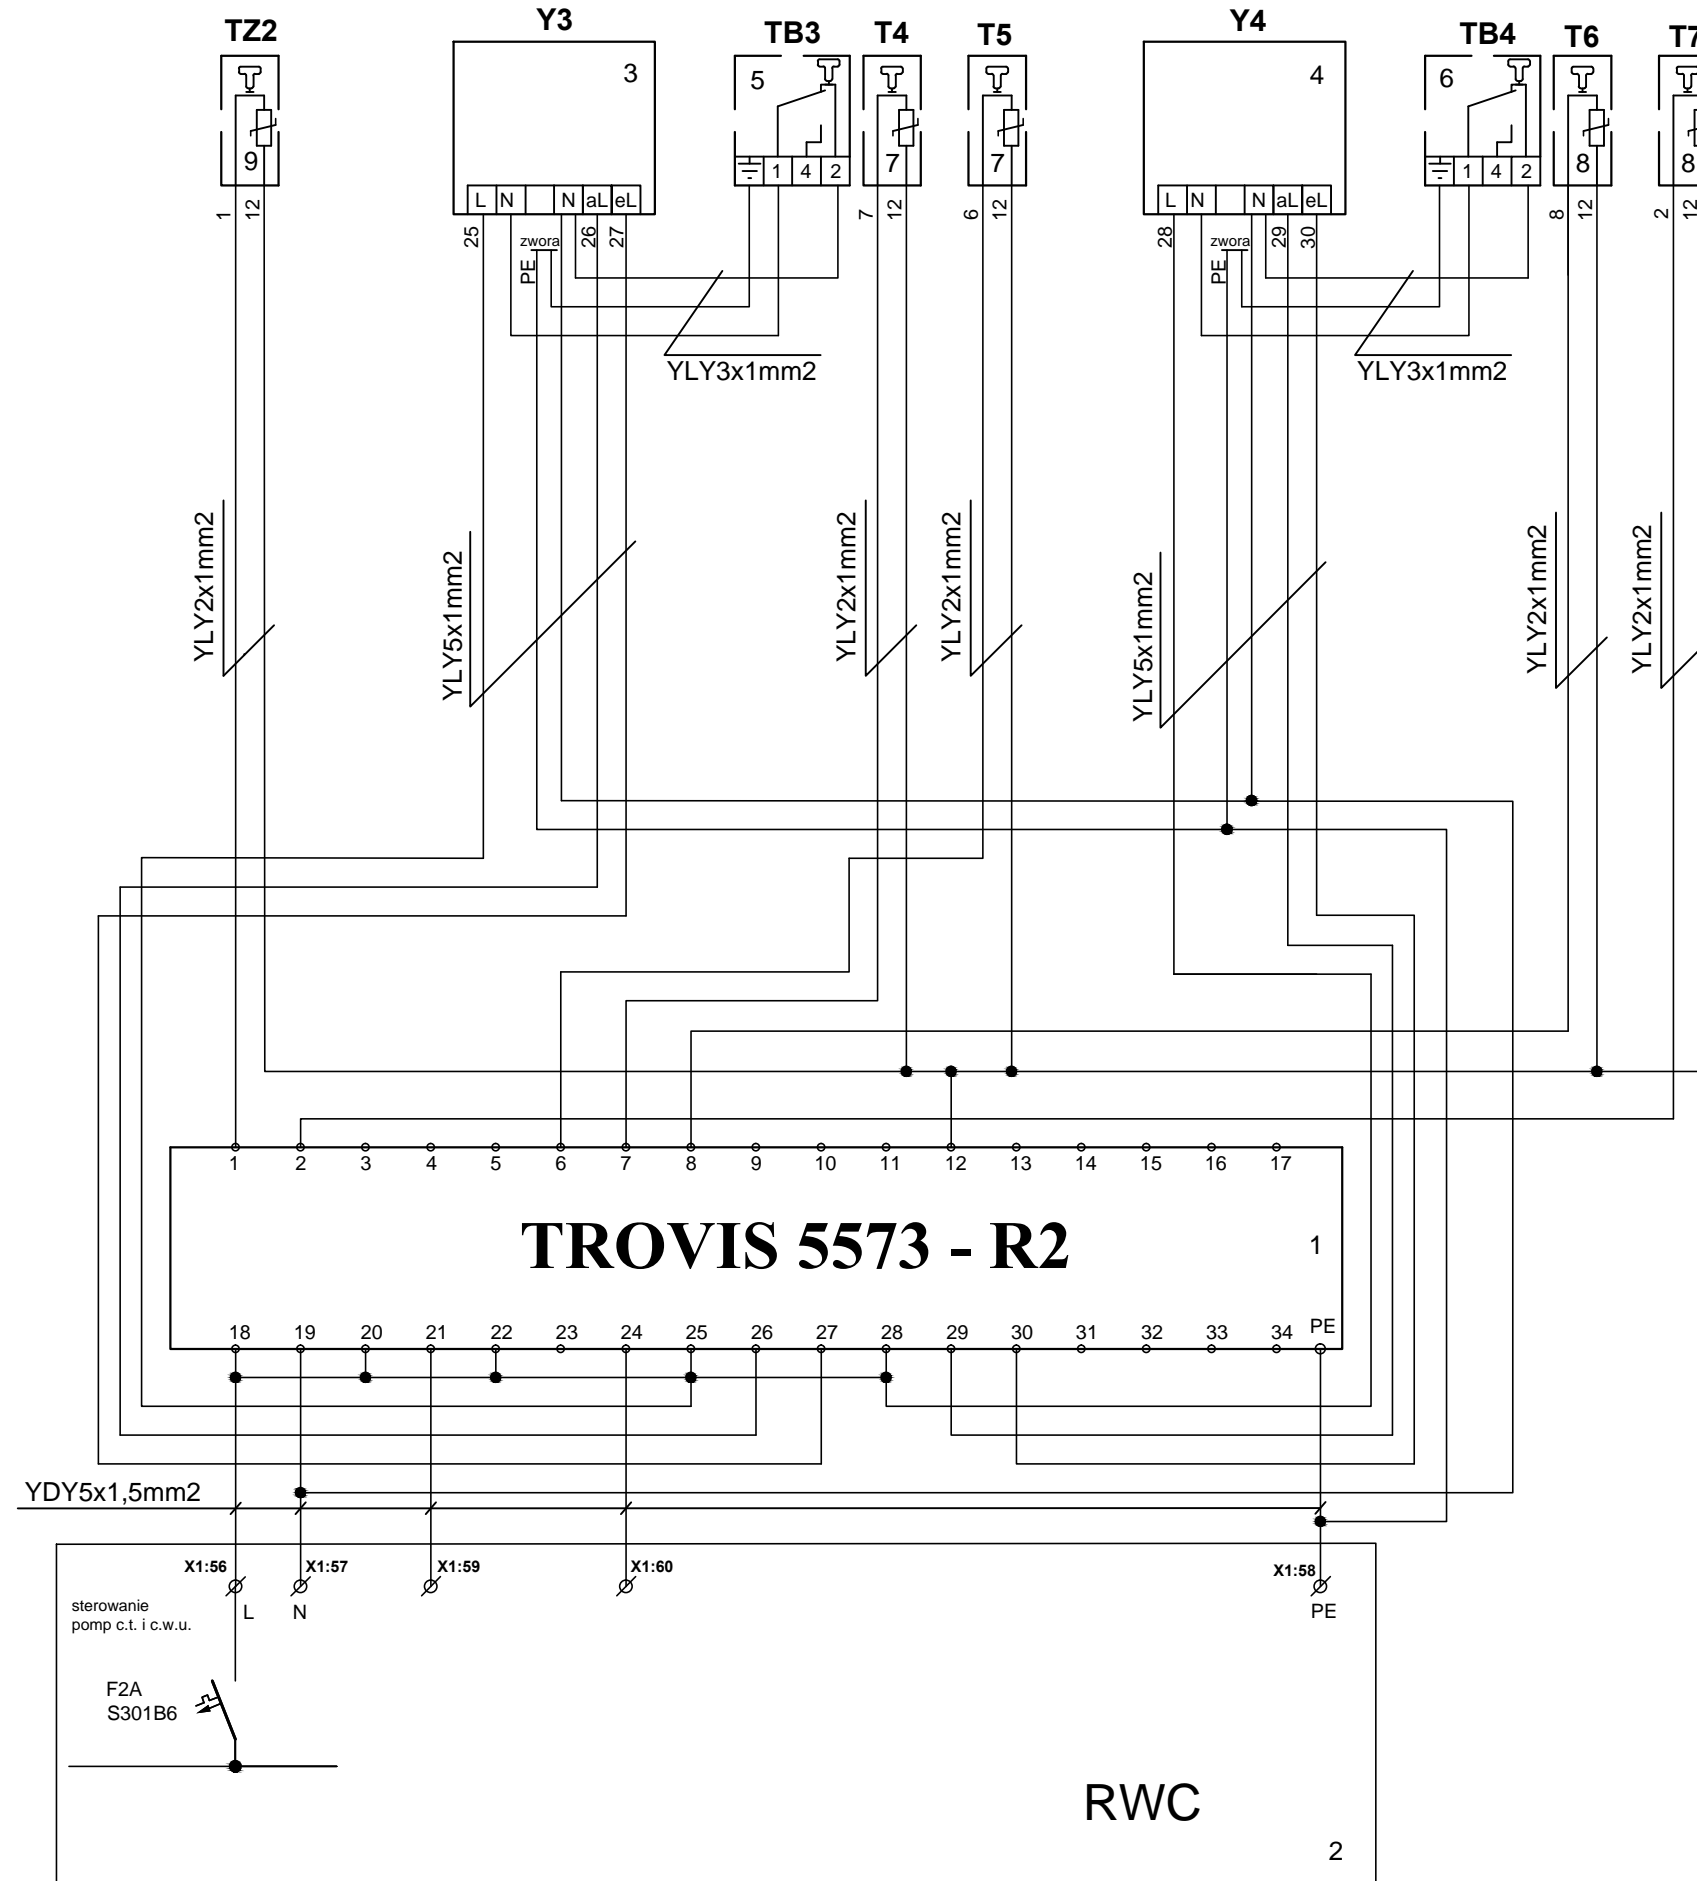 TZ2 Y3 TB3 T4 T5 Y4 TB4 T6 T7
3 5 4 6
9 7 7 8 8
1 4 2 1 4 2
L N N aL eL L N N aL eL
1 12 25 26 27 7 12 6 12 28 29 30 8 12 2 12
zwora zwora
PE PE
YLY3x1mm2 YLY3x1mm2
YLY2x1mm2 YLY5x1mm2 YLY2x1mm2 YLY2x1mm2 YLY5x1mm2 YLY2x1mm2 YLY2x1mm2
1 2 3 4 5 6 7 8 9 10 11 12 13 14 15 16 17
TROVIS 5573 - R2 1
18 19 20 21 22 23 24 25 26 27 28 29 30 31 32 33 34 PE
YDY5x1,5mm2
X1:56 X1:57 X1:59 X1:60 X1:58
L N PE
sterowanie
pomp c.t. i c.w.u.
F2A
S301B6
RWC
2